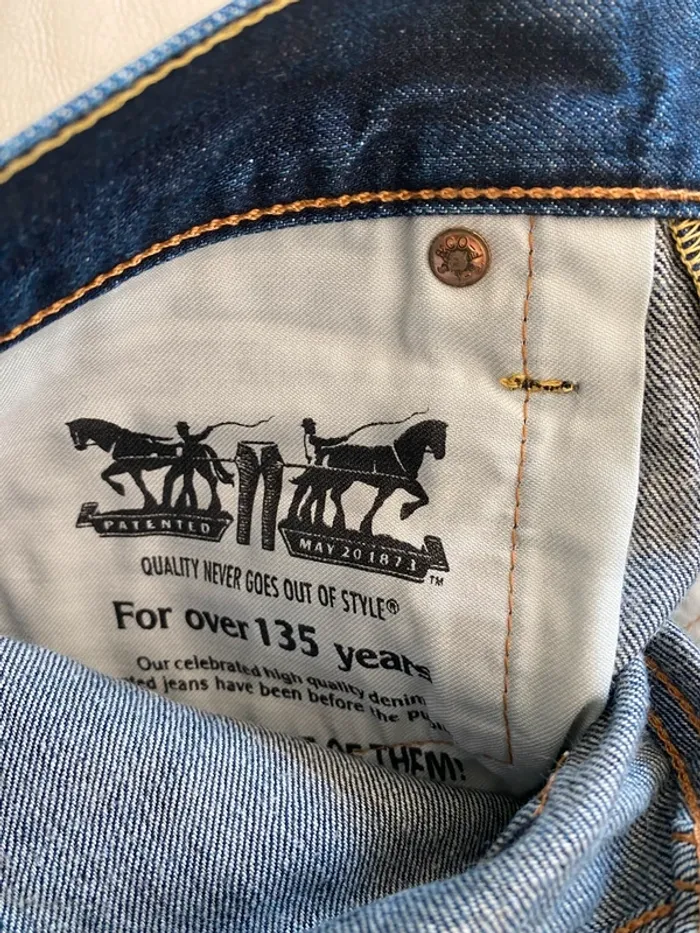 PATENTED
MAY 20 1873
TM
QUALITY NEVER GOES OUT OF STYLE®
For over 135 years
Our celebrated high quality denim
jeans have been before the
OF THEM!